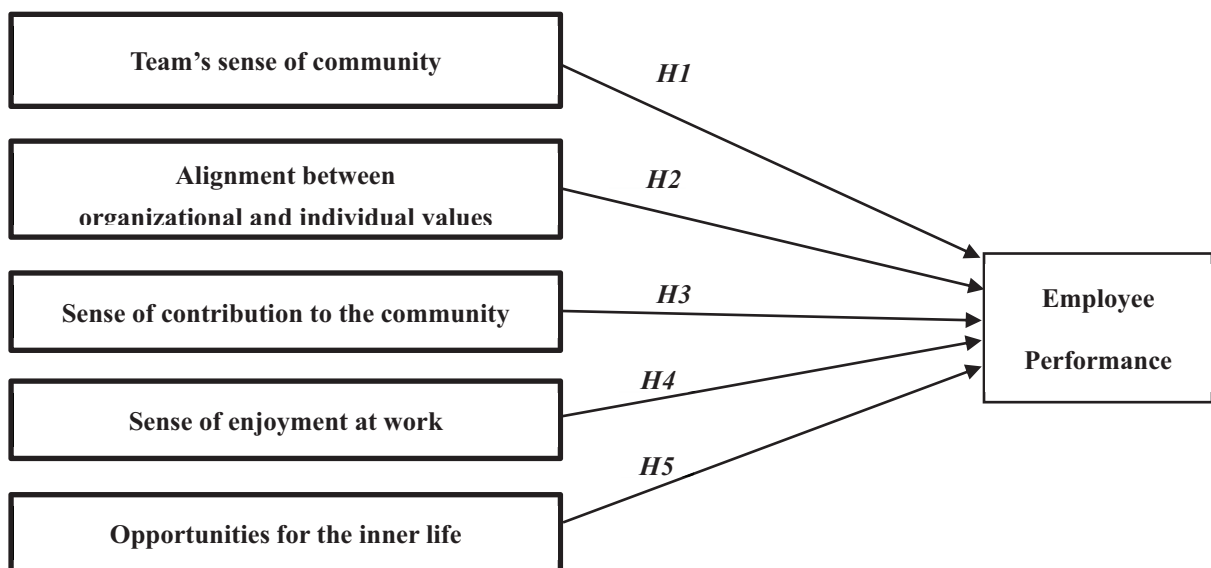 Team’s sense of community
H1
Alignment between
organizational and individual values
H2
Sense of contribution to the community
H3
Employee
Performance
Sense of enjoyment at work
H4
Opportunities for the inner life
H5